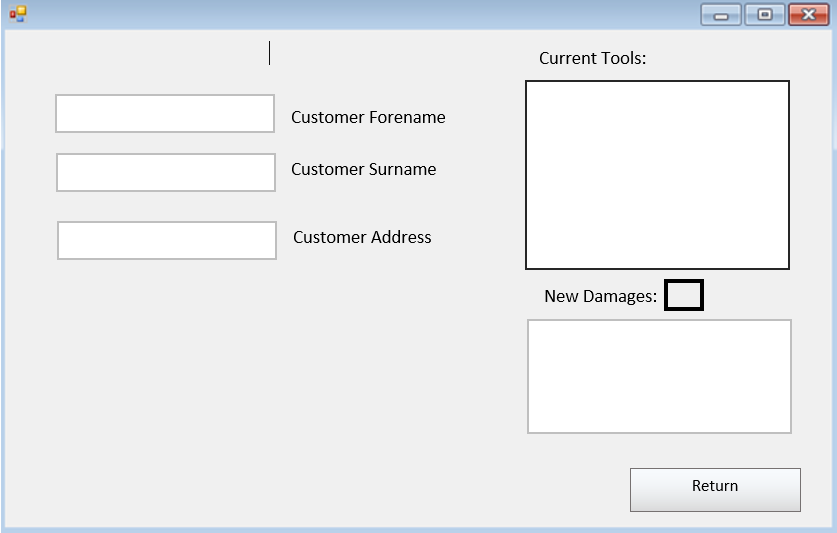 Current Tools:
Customer Forename
Customer Surname
Customer Address
New Damages:
Return